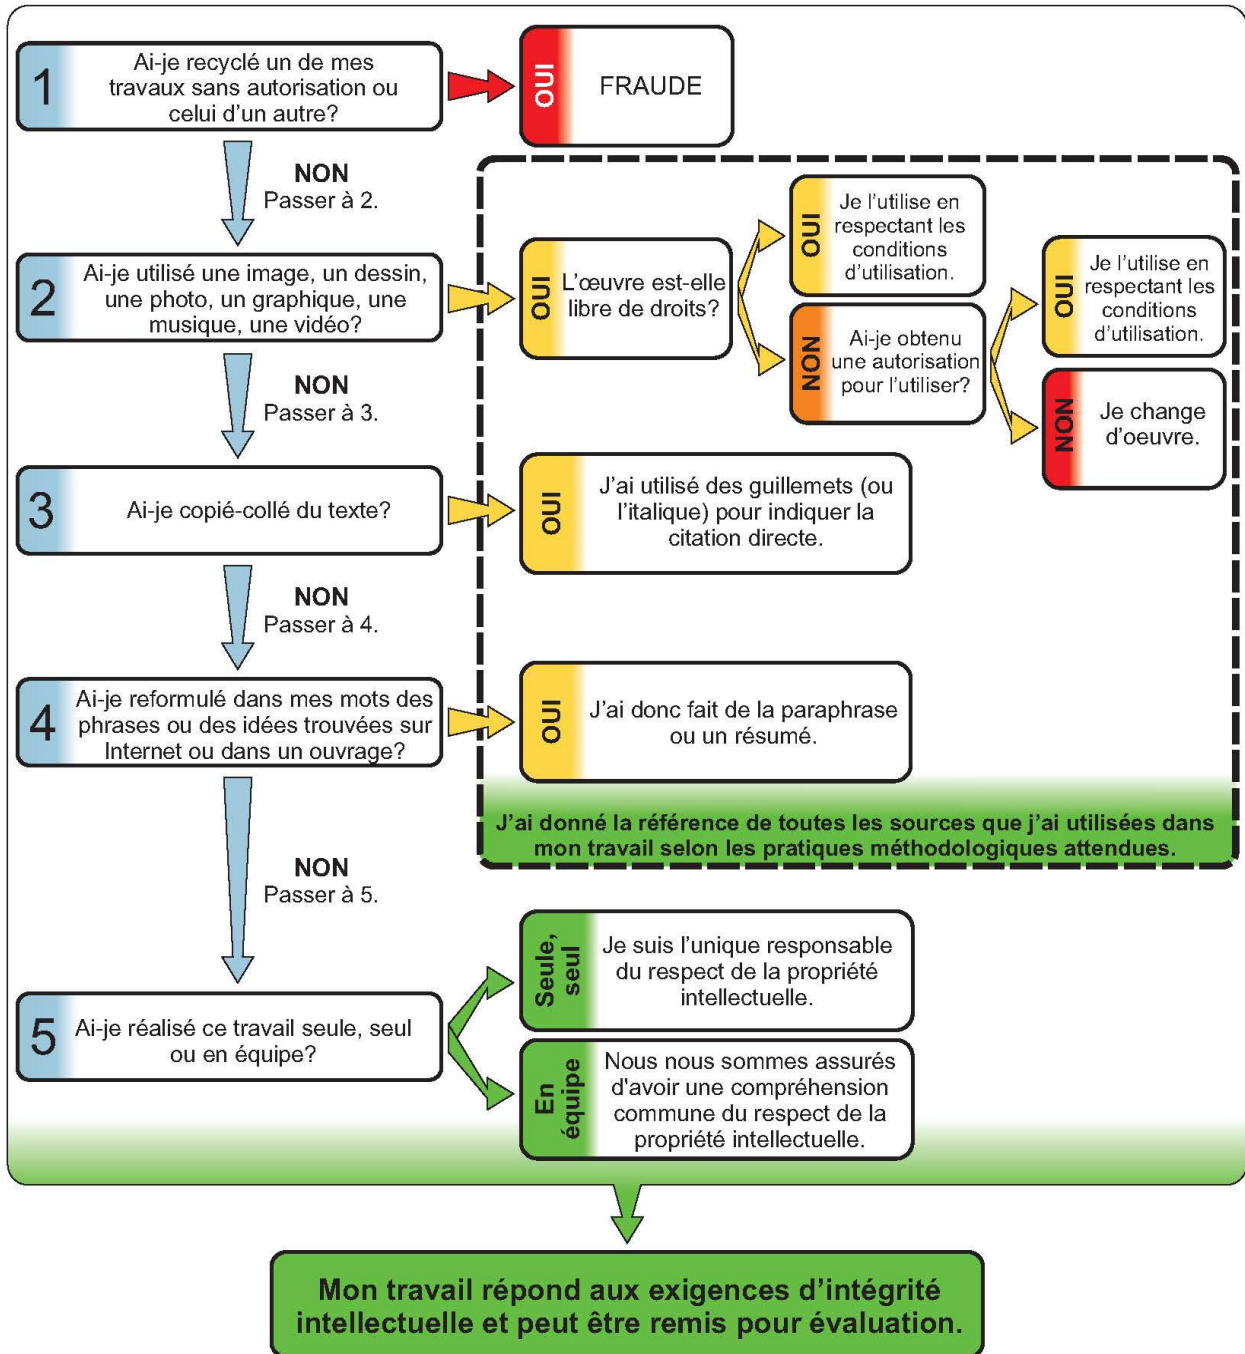 1
Ai-je recyclé un de mes
travaux sans autorisation ou
celui d'un autre?
OUI
FRAUDE
NON
Passer à 2.
2
Ai-je utilisé une image, un dessin,
une photo, un graphique, une
musique, une vidéo?
OUI
L'œuvre est-elle
libre de droits?
OUI
Je l'utilise en
respectant les
conditions
d'utilisation.
NON
Ai-je obtenu
une autorisation
pour l'utiliser?
OUI
Je l'utilise en
respectant les
conditions
d'utilisation.
NON
Je change
d'oeuvre.
NON
Passer à 3.
3
Ai-je copié-collé du texte?
OUI
J'ai utilisé des guillemets (ou
l'italique) pour indiquer la
citation directe.
NON
Passer à 4.
4
Ai-je reformulé dans mes mots des
phrases ou des idées trouvées sur
Internet ou dans un ouvrage?
OUI
J'ai donc fait de la paraphrase
ou un résumé.
J'ai donné la référence de toutes les sources que j'ai utilisées dans
mon travail selon les pratiques méthodologiques attendues.
NON
Passer à 5.
5
Ai-je réalisé ce travail seule, seul
ou en équipe?
Seule,
seul
Je suis l'unique responsable
du respect de la propriété
intellectuelle.
En
équipe
Nous nous sommes assurés
d'avoir une compréhension
commune du respect de la
propriété intellectuelle.
Mon travail répond aux exigences d'intégrité
intellectuelle et peut être remis pour évaluation.